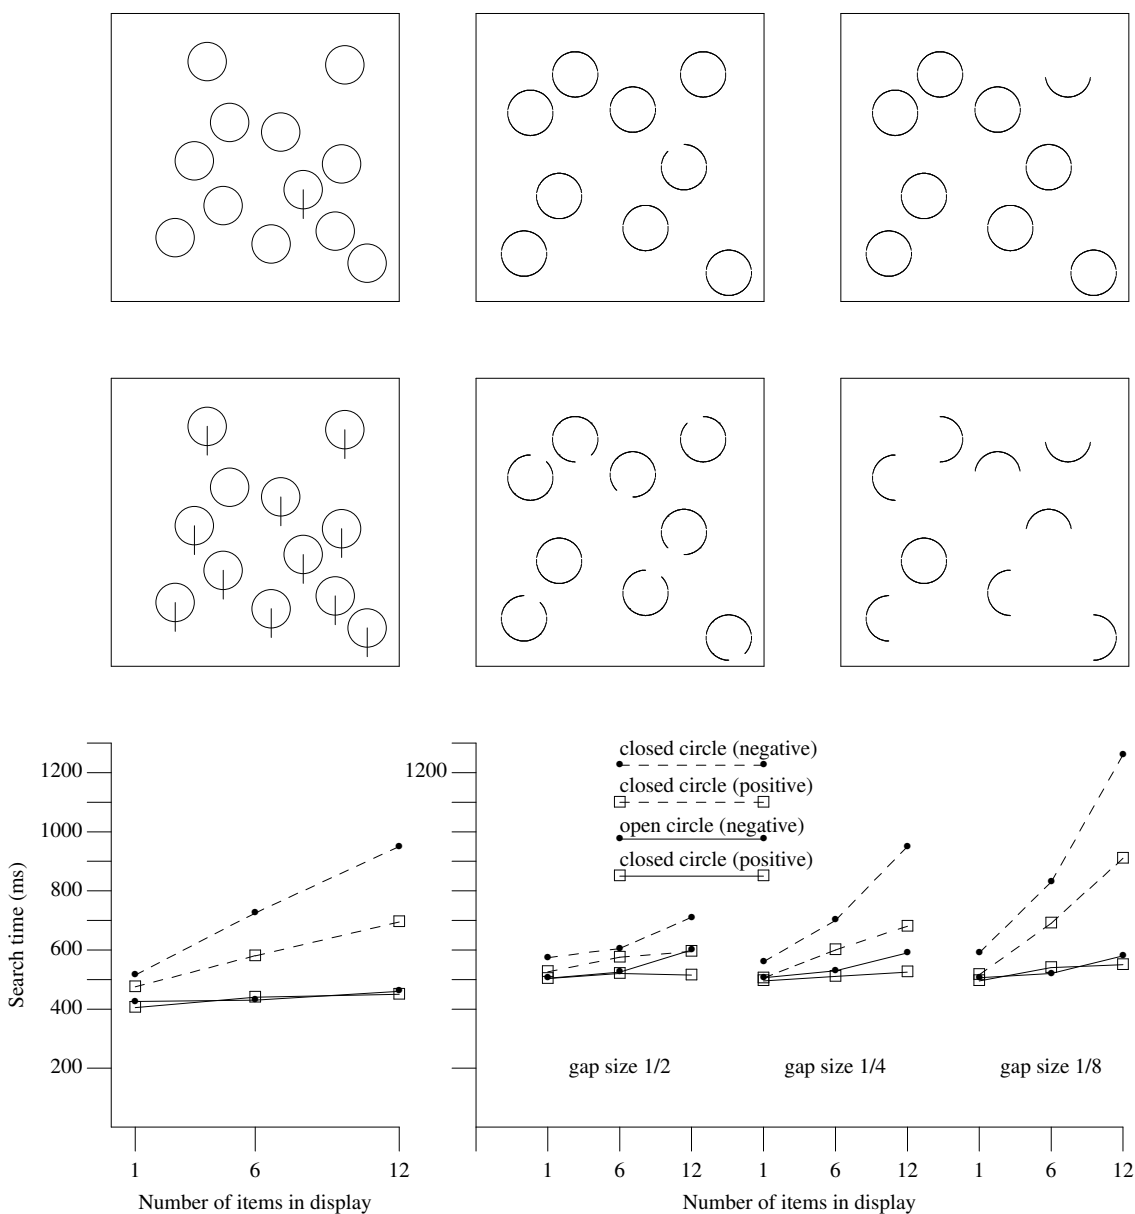 closed circle (negative)
1200
1200
closed circle (positive)
1000
open circle (negative)
closed circle (positive)
800
Search time (ms)
600
400
200
gap size 1/2
gap size 1/4
gap size 1/8
1 6 12
1 6 12 1 6 12 1 6 12
Number of items in display
Number of items in display